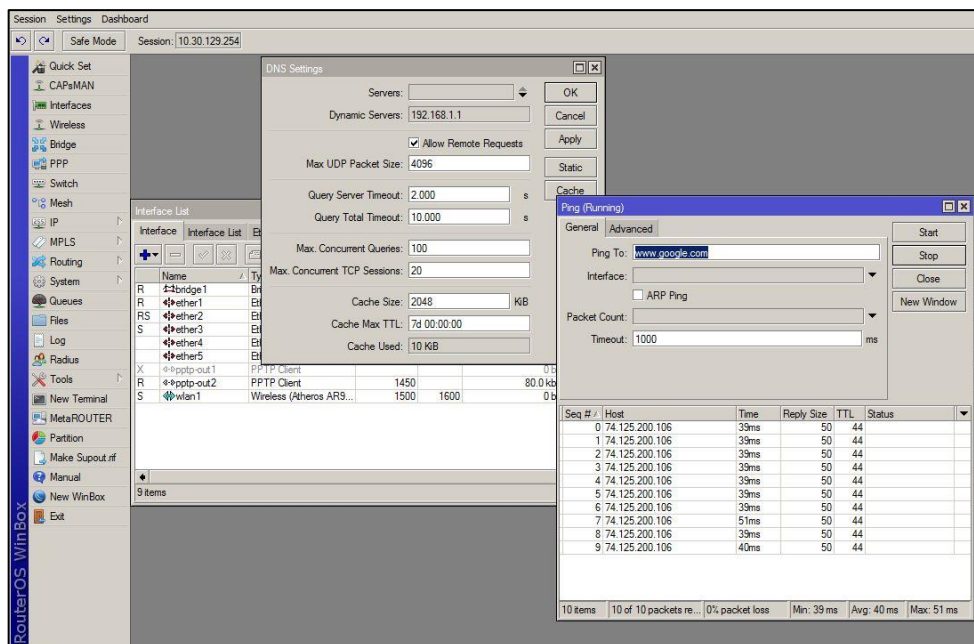 Session Settings Dashboard
Safe Mode Session: 10.30.129.254
Quick Set
CAPsMAN
Interfaces
Wireless
Bridge
PPP
Switch
Mesh
IP
MPLS
Routing
System
Queues
Files
Log
Radius
Tools
New Terminal
MetaROUTER
Partition
Make Supout.rif
Manual
New WinBox
Exit
RouterOS WinBox
DNS Settings
Servers:
Dynamic Servers: 192.168.1.1
Allow Remote Requests
Max UDP Packet Size: 4096
Query Server Timeout: 2.000 s
Query Total Timeout: 10.000 s
Max. Concurrent Queries: 100
Max. Concurrent TCP Sessions: 20
Cache Size: 2048 KiB
Cache Max TTL: 7d 00:00:00
Cache Used: 10 KiB
OK
Cancel
Apply
Static
Cache
Interface List
Interface Interface List
Name
R bridge1
R ether1
RS ether2
S ether3
ether4
ether5
X pptp-out1 PPTP Client
R pptp-out2 PPTP Client 1450 80.0 kb
S wlan1 Wireless (Atheros AR9... 1500 1600 0 b
9 items
Ping (Running)
General Advanced
Ping To: www.google.com
Interface:
ARP Ping
Packet Count:
Timeout: 1000 ms
Start
Stop
Close
New Window
Seq # Host Time Reply Size TTL Status
0 74.125.200.106 39ms 50 44
1 74.125.200.106 39ms 50 44
2 74.125.200.106 39ms 50 44
3 74.125.200.106 39ms 50 44
4 74.125.200.106 39ms 50 44
5 74.125.200.106 39ms 50 44
6 74.125.200.106 39ms 50 44
7 74.125.200.106 51ms 50 44
8 74.125.200.106 39ms 50 44
9 74.125.200.106 40ms 50 44
10 items 10 of 10 packets re... 0% packet loss Min: 39 ms Avg: 40 ms Max: 51 ms